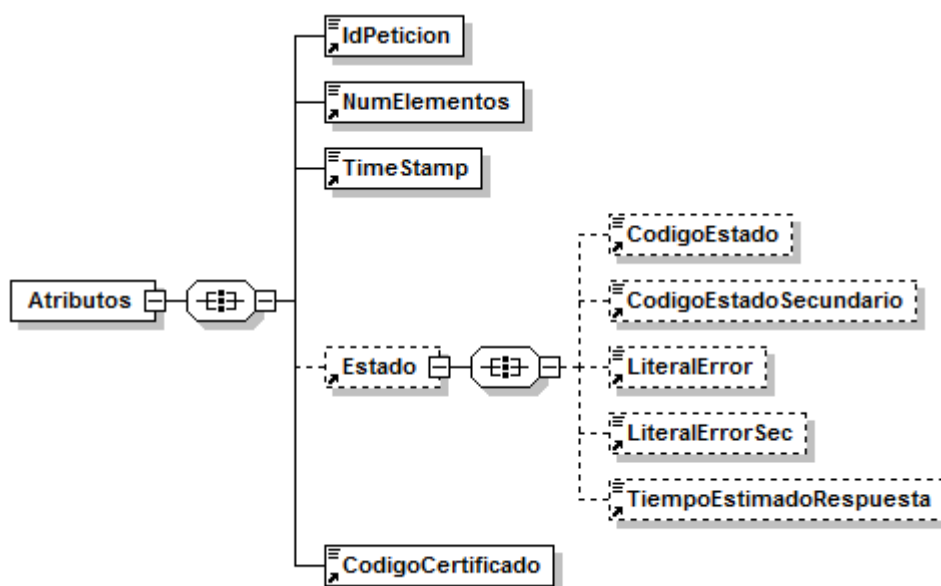 IdPeticion
NumElementos
TimeStamp
CodigoEstado
CodigoEstadoSecundario
Atributos
Estado
LiteralError
LiteralErrorSec
TiempoEstimadoRespuesta
CodigoCertificado